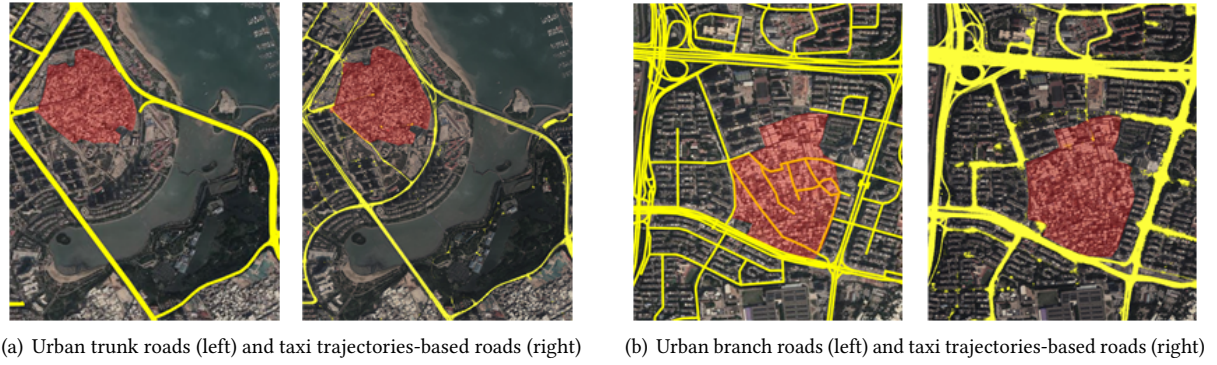 (a) Urban trunk roads (left) and taxi trajectories-based roads (right)
(b) Urban branch roads (left) and taxi trajectories-based roads (right)